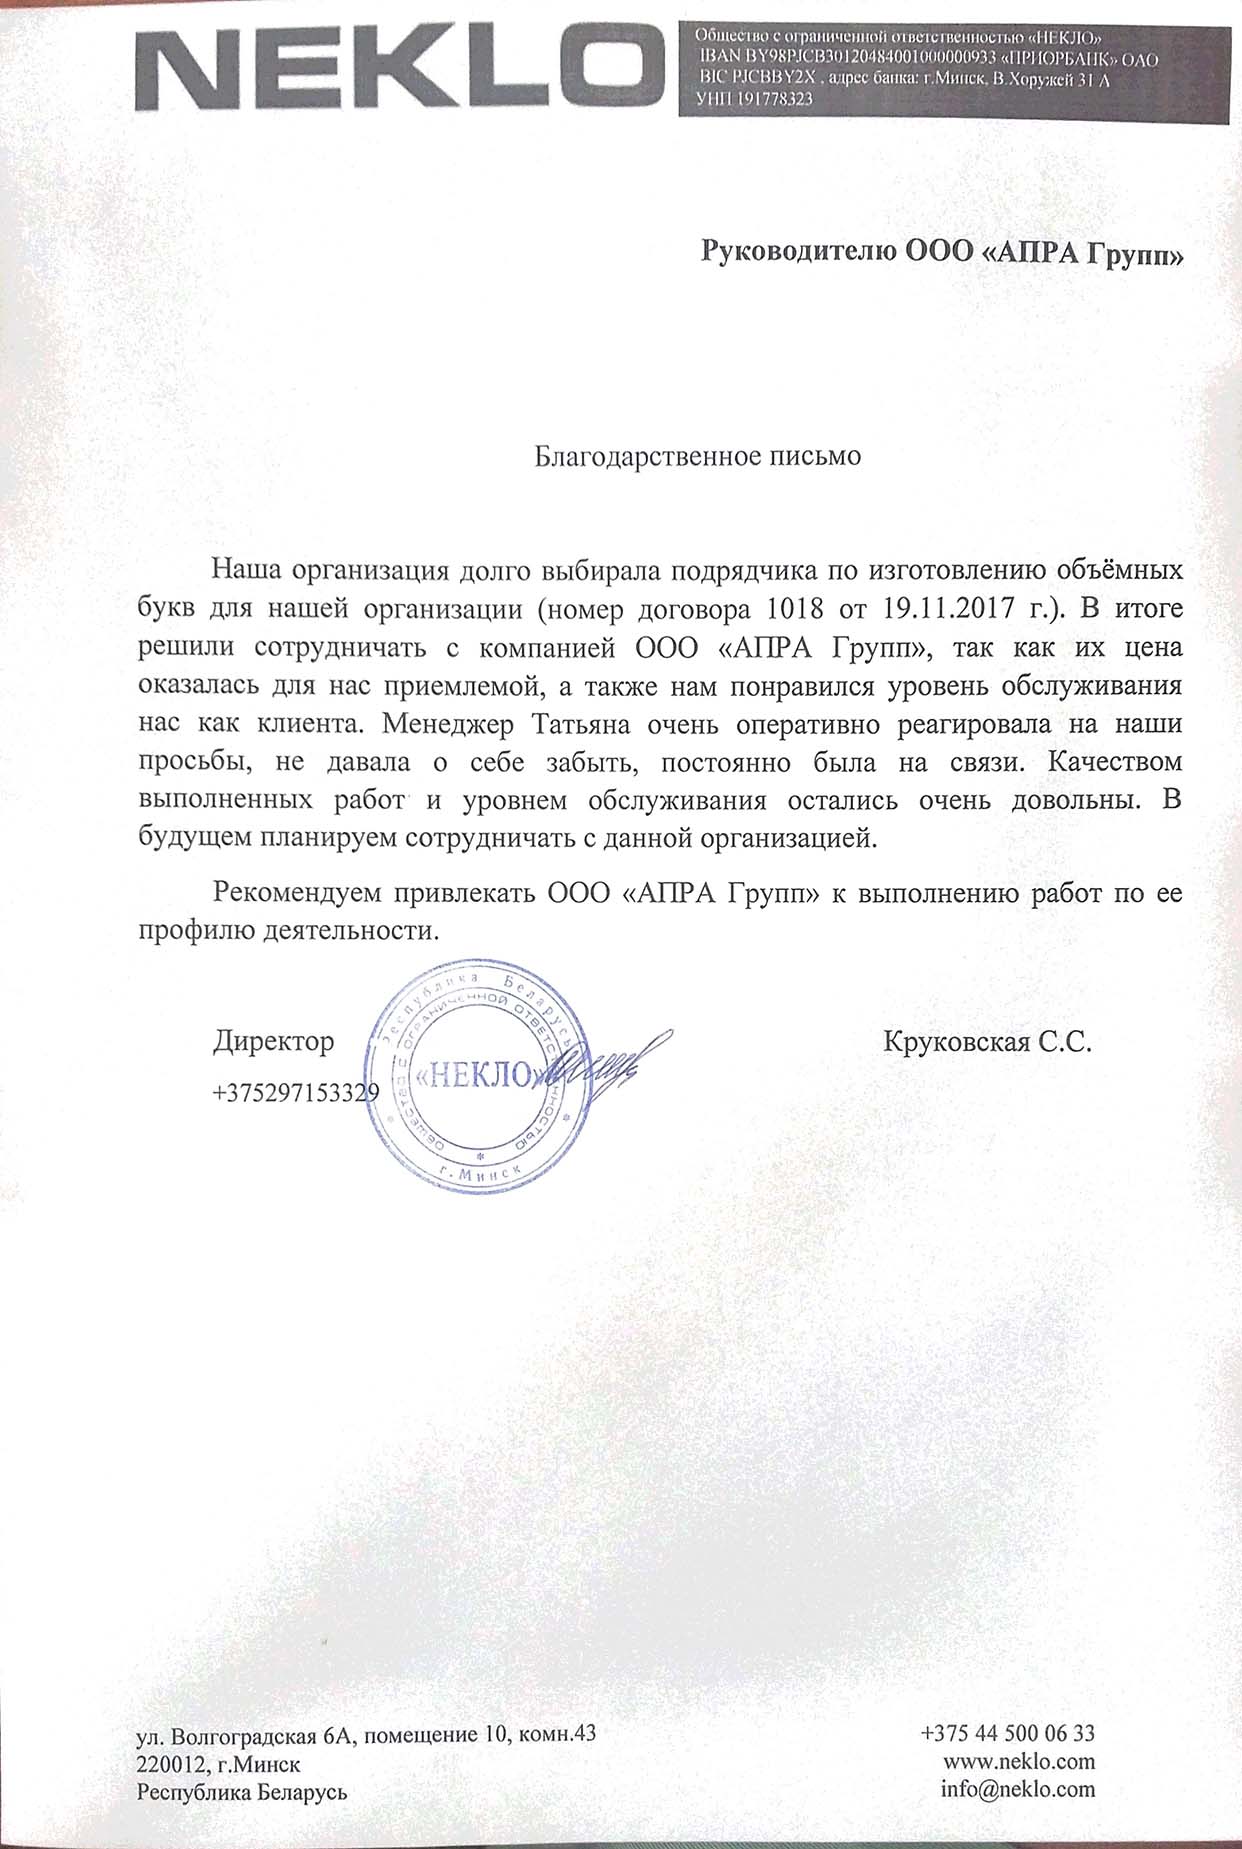 NEKLO
Общество с ограниченной ответственностью «НЕКЛО»
IBAN BY98PJCB30120484001000000933 «ПРИОРБАНК» ОАО
BIC PJCBBY2X , адрес банка: г.Минск, В.Хоружей 31 А
УНП 191778323
Руководителю ООО «АПРА Групп»
Благодарственное письмо
Наша организация долго выбирала подрядчика по изготовлению объёмных
букв для нашей организации (номер договора 1018 от 19.11.2017 г.). В итоге
решили сотрудничать с компанией ООО «АПРА Групп», так как их цена
оказалась для нас приемлемой, а также нам понравился уровень обслуживания
нас как клиента. Менеджер Татьяна очень оперативно реагировала на наши
просьбы, не давала о себе забыть, постоянно была на связи. Качеством
выполненных работ и уровнем обслуживания остались очень довольны. В
будущем планируем сотрудничать с данной организацией.
Рекомендуем привлекать ООО «АПРА Групп» к выполнению работ по ее
профилю деятельности.
Директор
Круковская С.С.
+375297153329
Республика Беларусь
Общество с ограниченной ответственностью
«НЕКЛО»
г.Минск
ул. Волгоградская 6А, помещение 10, комн.43
220012, г.Минск
Республика Беларусь
+375 44 500 06 33
www.neklo.com
info@neklo.com